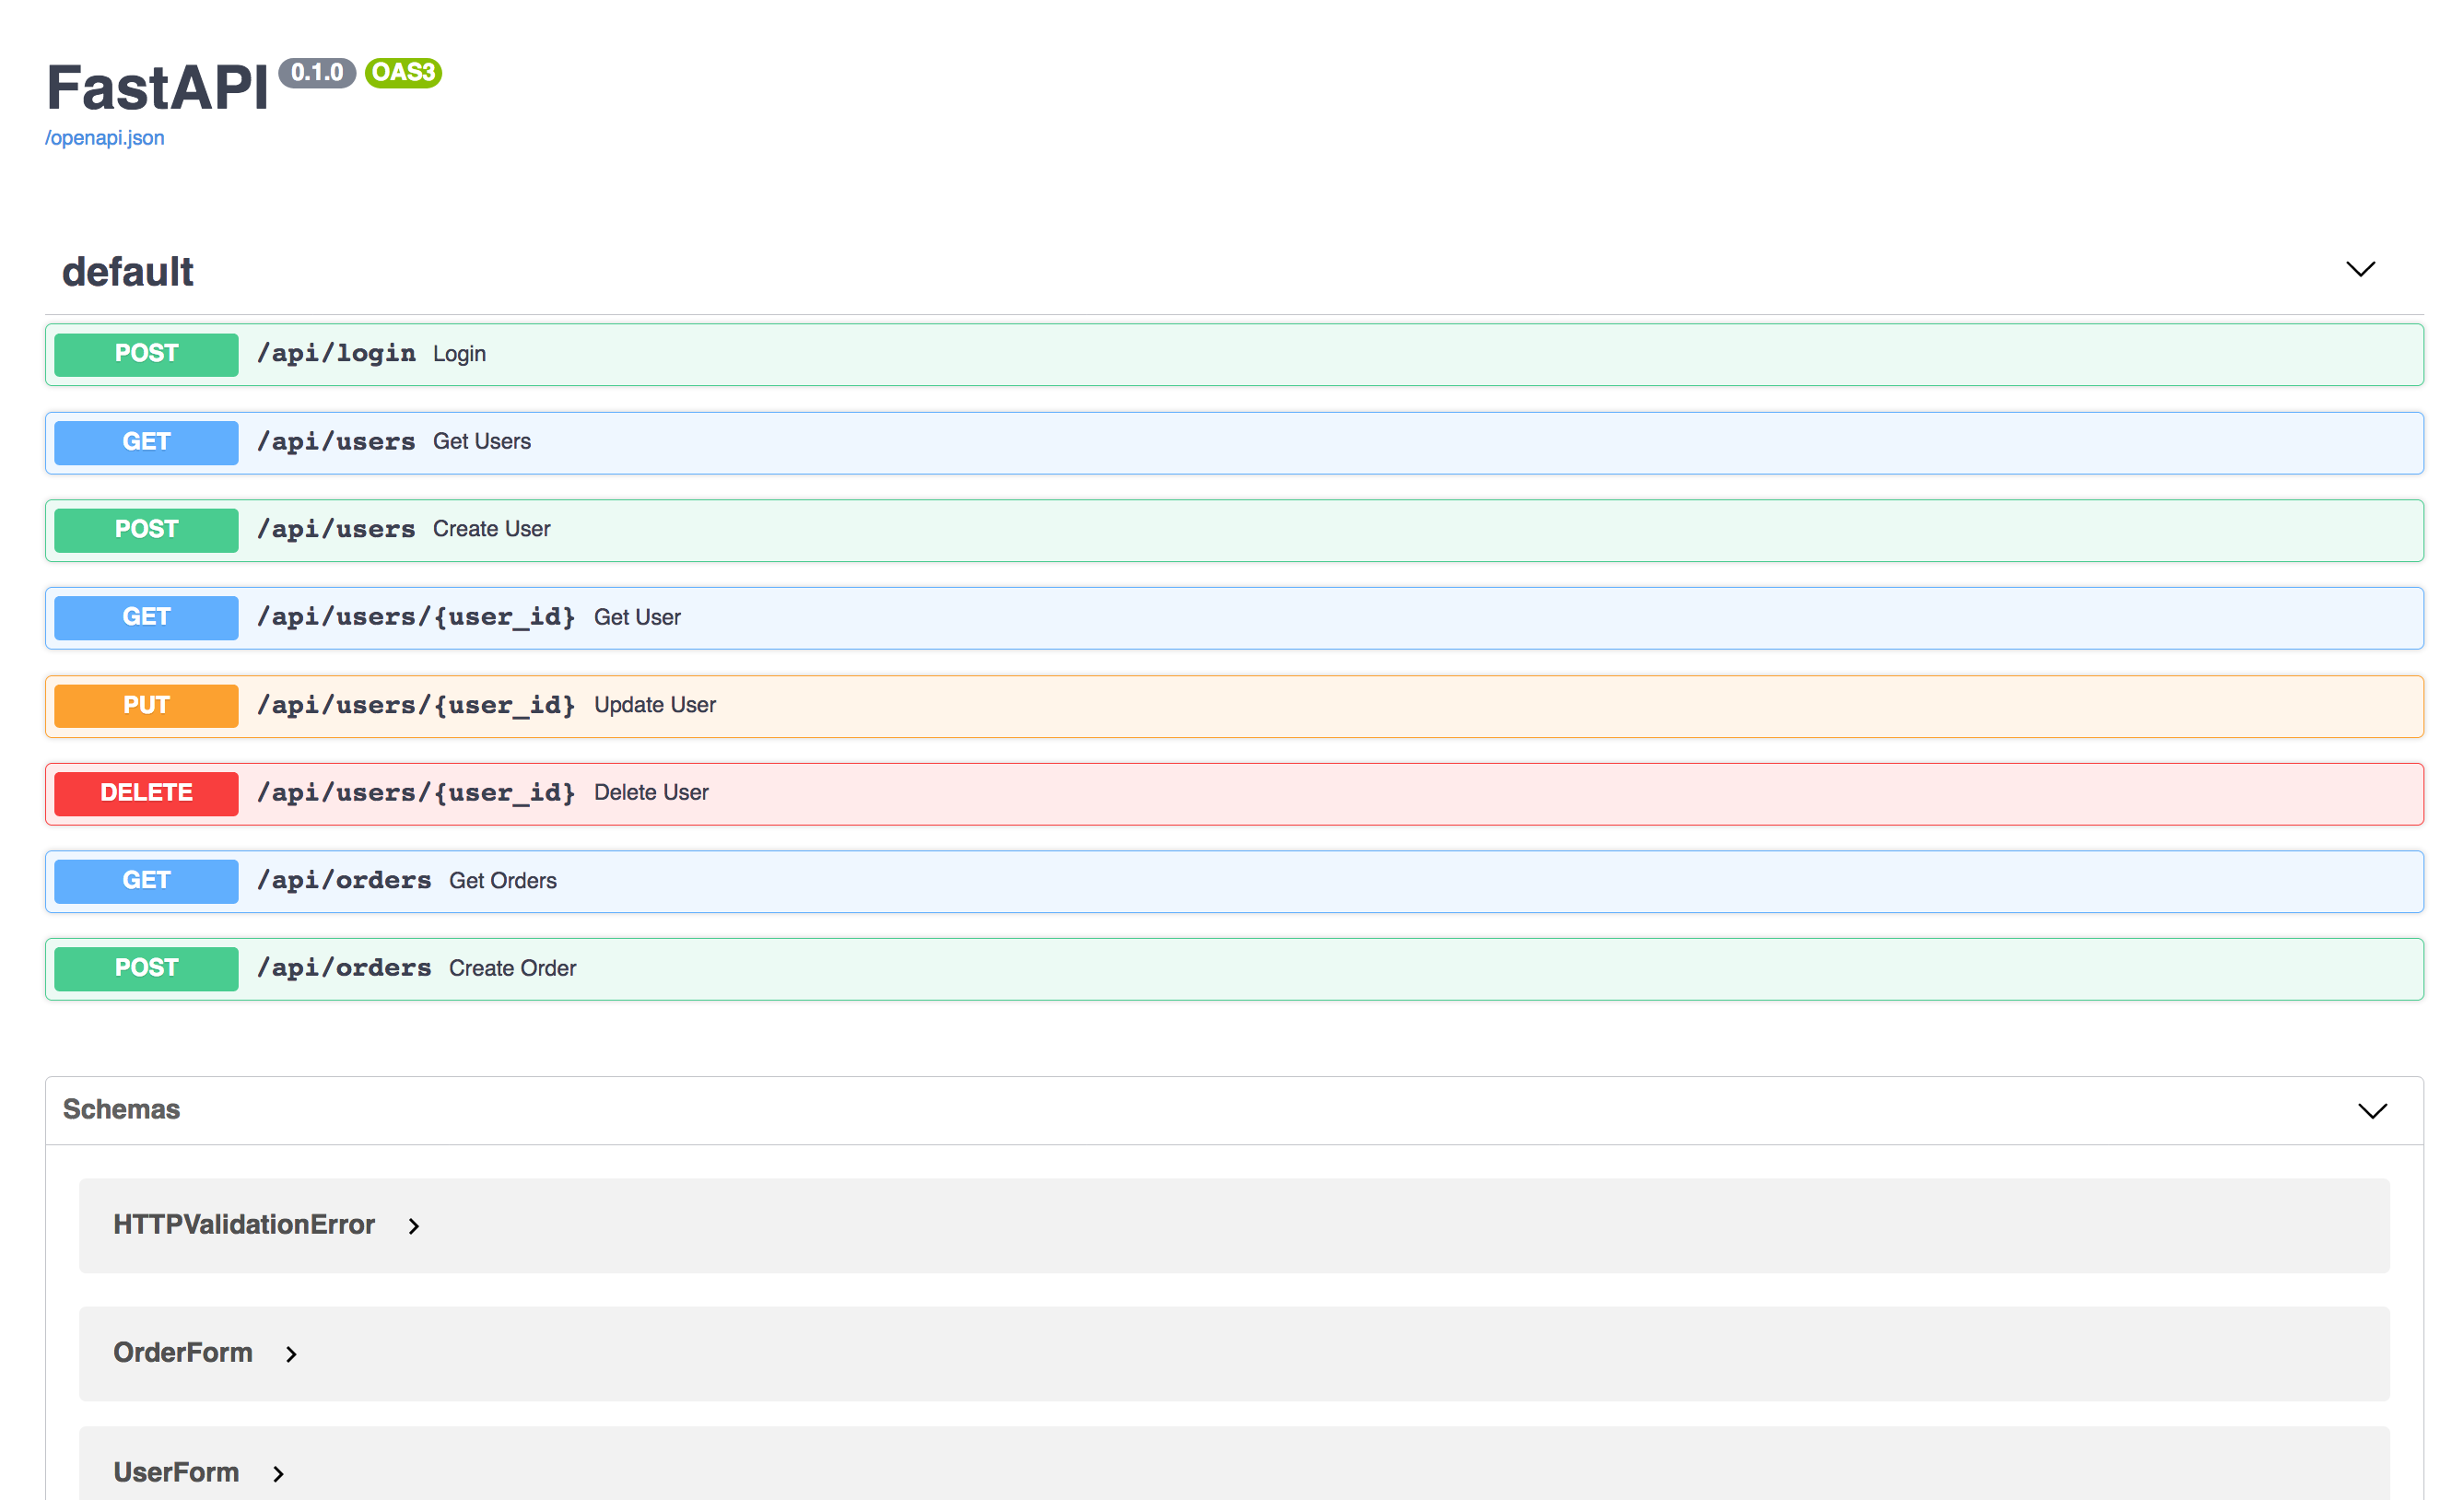 FastAPI 0.1.0 OAS3
/openapi.json
default
POST /api/login Login
GET /api/users Get Users
POST /api/users Create User
GET /api/users/{user_id} Get User
PUT /api/users/{user_id} Update User
DELETE /api/users/{user_id} Delete User
GET /api/orders Get Orders
POST /api/orders Create Order
Schemas
HTTPValidationError
OrderForm
UserForm